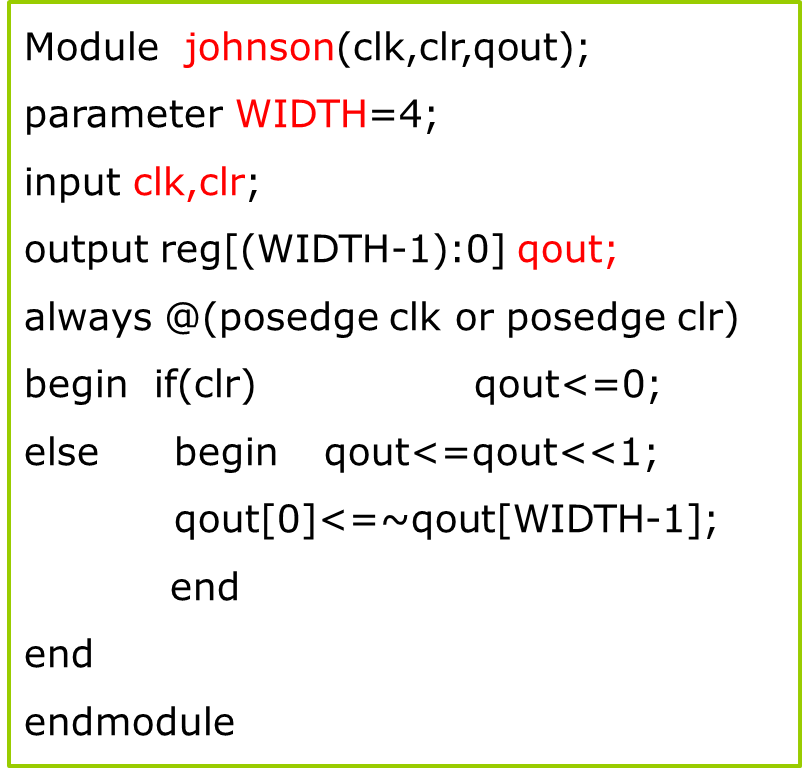 Module johnson(clk,clr,qout);
parameter WIDTH=4;
input clk,clr;
output reg[(WIDTH-1):0] qout;
always @(posedge clk or posedge clr)
begin if(clr) qout<=0;
else begin qout<=qout<<1;
qout[0]<=~qout[WIDTH-1];
end
end
endmodule